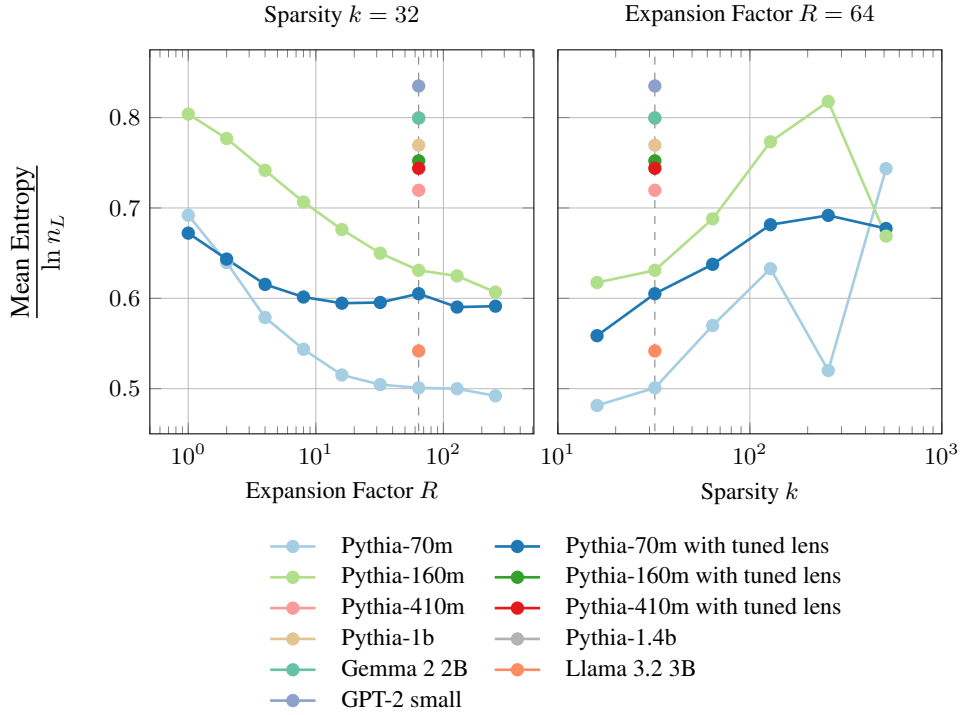 Sparsity k = 32
Expansion Factor R = 64
Mean Entropy
ln n_L
0.8
0.7
0.6
0.5
10^0
10^1
10^2
10^1
10^2
10^3
Expansion Factor R
Sparsity k
Pythia-70m
Pythia-70m with tuned lens
Pythia-160m
Pythia-160m with tuned lens
Pythia-410m
Pythia-410m with tuned lens
Pythia-1b
Pythia-1.4b
Gemma 2 2B
Llama 3.2 3B
GPT-2 small